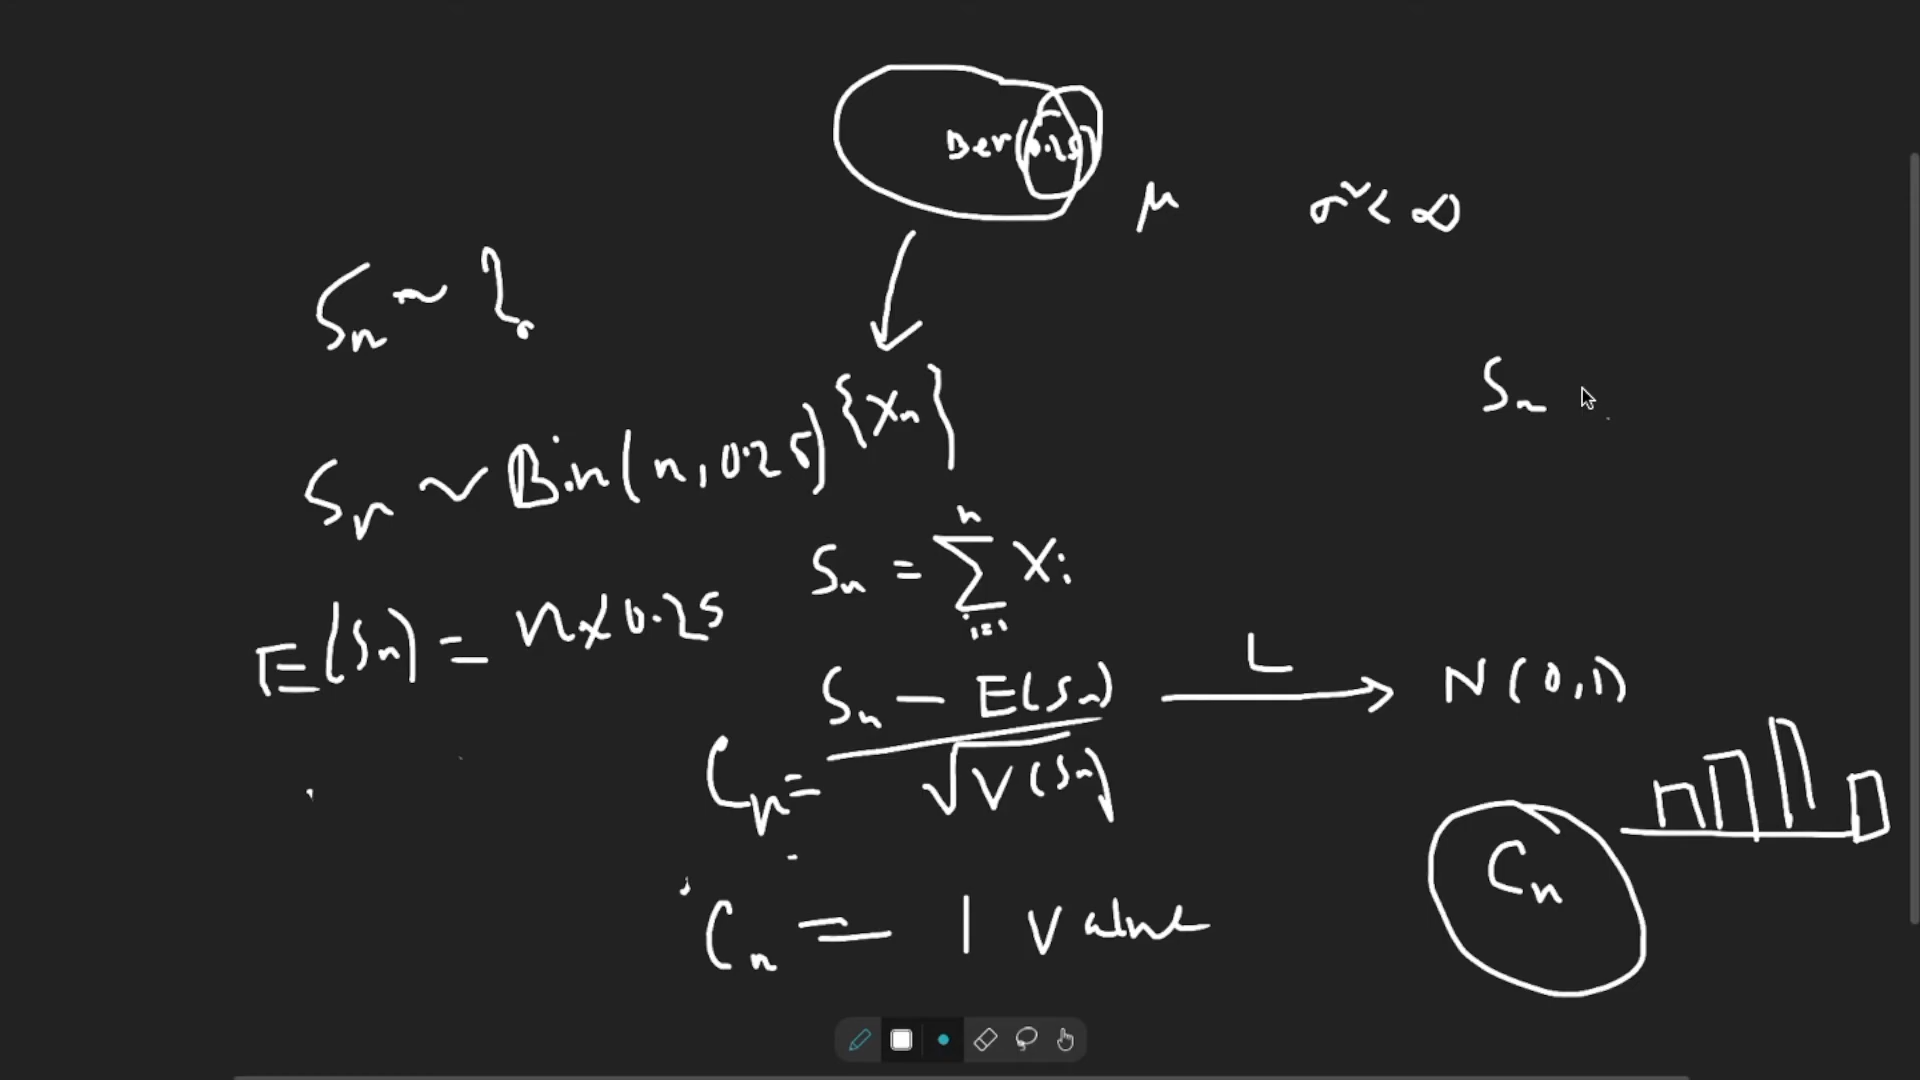 Ber(0.25)
μ σ² < ∞
Sn ~ ?
{Xn}
Sn
Sn ~ Bin(n, 0.25)
Sn = ∑ i=1 n Xi
E(Sn) = n x 0.25
Cn = Sn - E(Sn) / √V(Sn) L → N(0,1)
Cn
Cn = 1 value